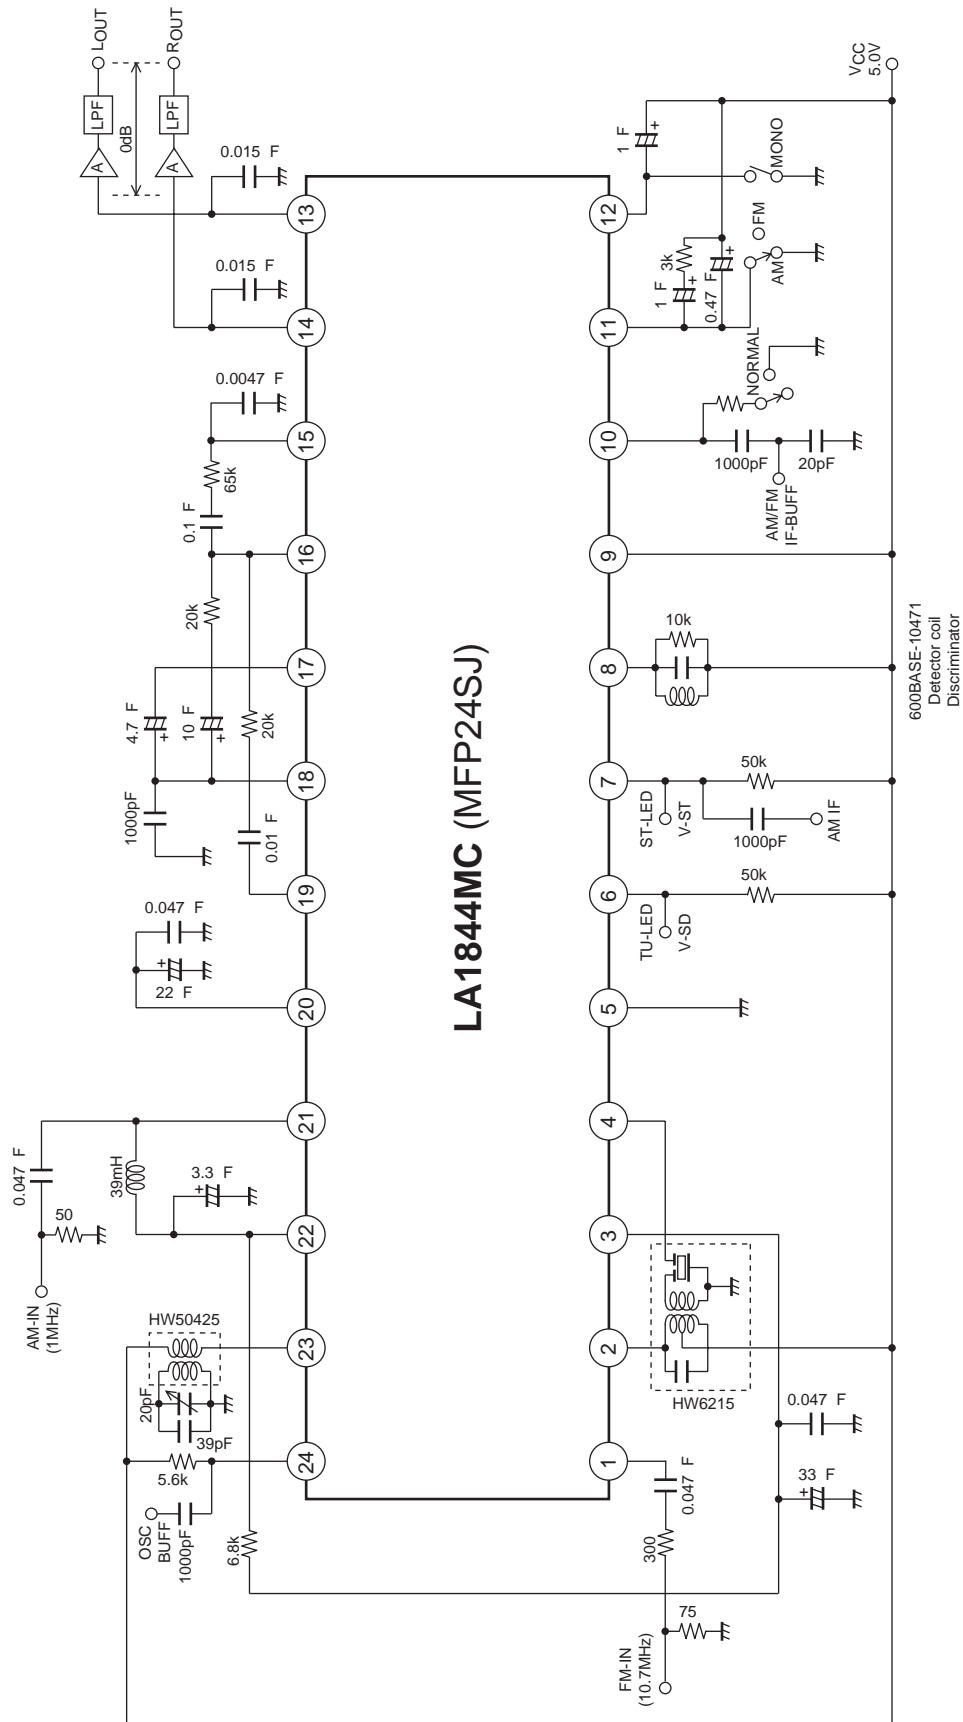 LOUT
ROUT
LPF
LPF
A
A
0dB
0.015 F
0.015 F
0.0047 F
65k
0.1 F
20k
4.7 F
+
10 F
+
20k
1000pF
0.01 F
0.047 F
+
22 F
0.047 F
39mH
50
3.3 F
+
AM-IN
(1MHz)
HW50425
20pF
39pF
5.6k
OSC
BUFF
1000pF
6.8k
13
14
15
16
17
18
19
20
21
22
23
24
LA1844MC (MFP24SJ)
12
11
10
9
8
7
6
5
4
3
2
1
VCC
5.0V
1 F
+
MONO
FM
AM
3k
1 F
+
0.47 F
+
NORMAL
1000pF
20pF
AM/FM
IF-BUFF
10k
600BASE-10471
Detector coil
Discriminator
ST-LED
V-ST
50k
1000pF
AM IF
TU-LED
V-SD
50k
HW6215
0.047 F
33 F
+
0.047 F
300
75
FM-IN
(10.7MHz)